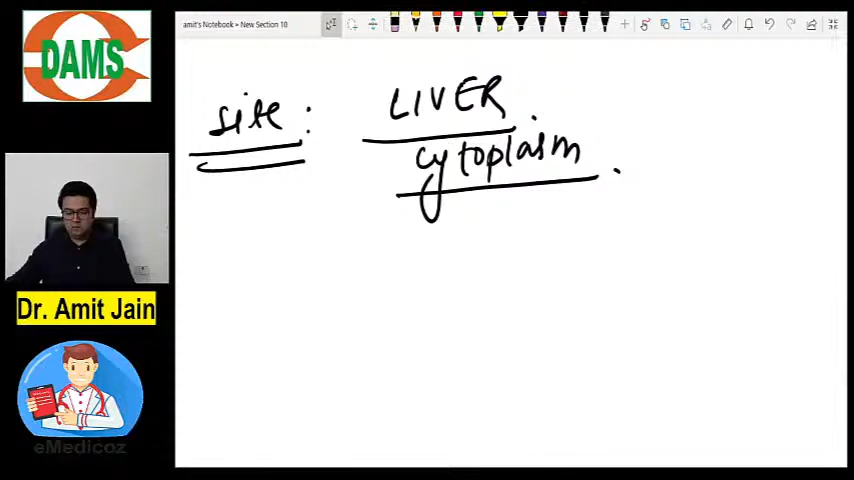 amit's Notebook > New Section 10
DAMS
site: LIVER.
cytoplasm.
Dr. Amit Jain
eMedicoz